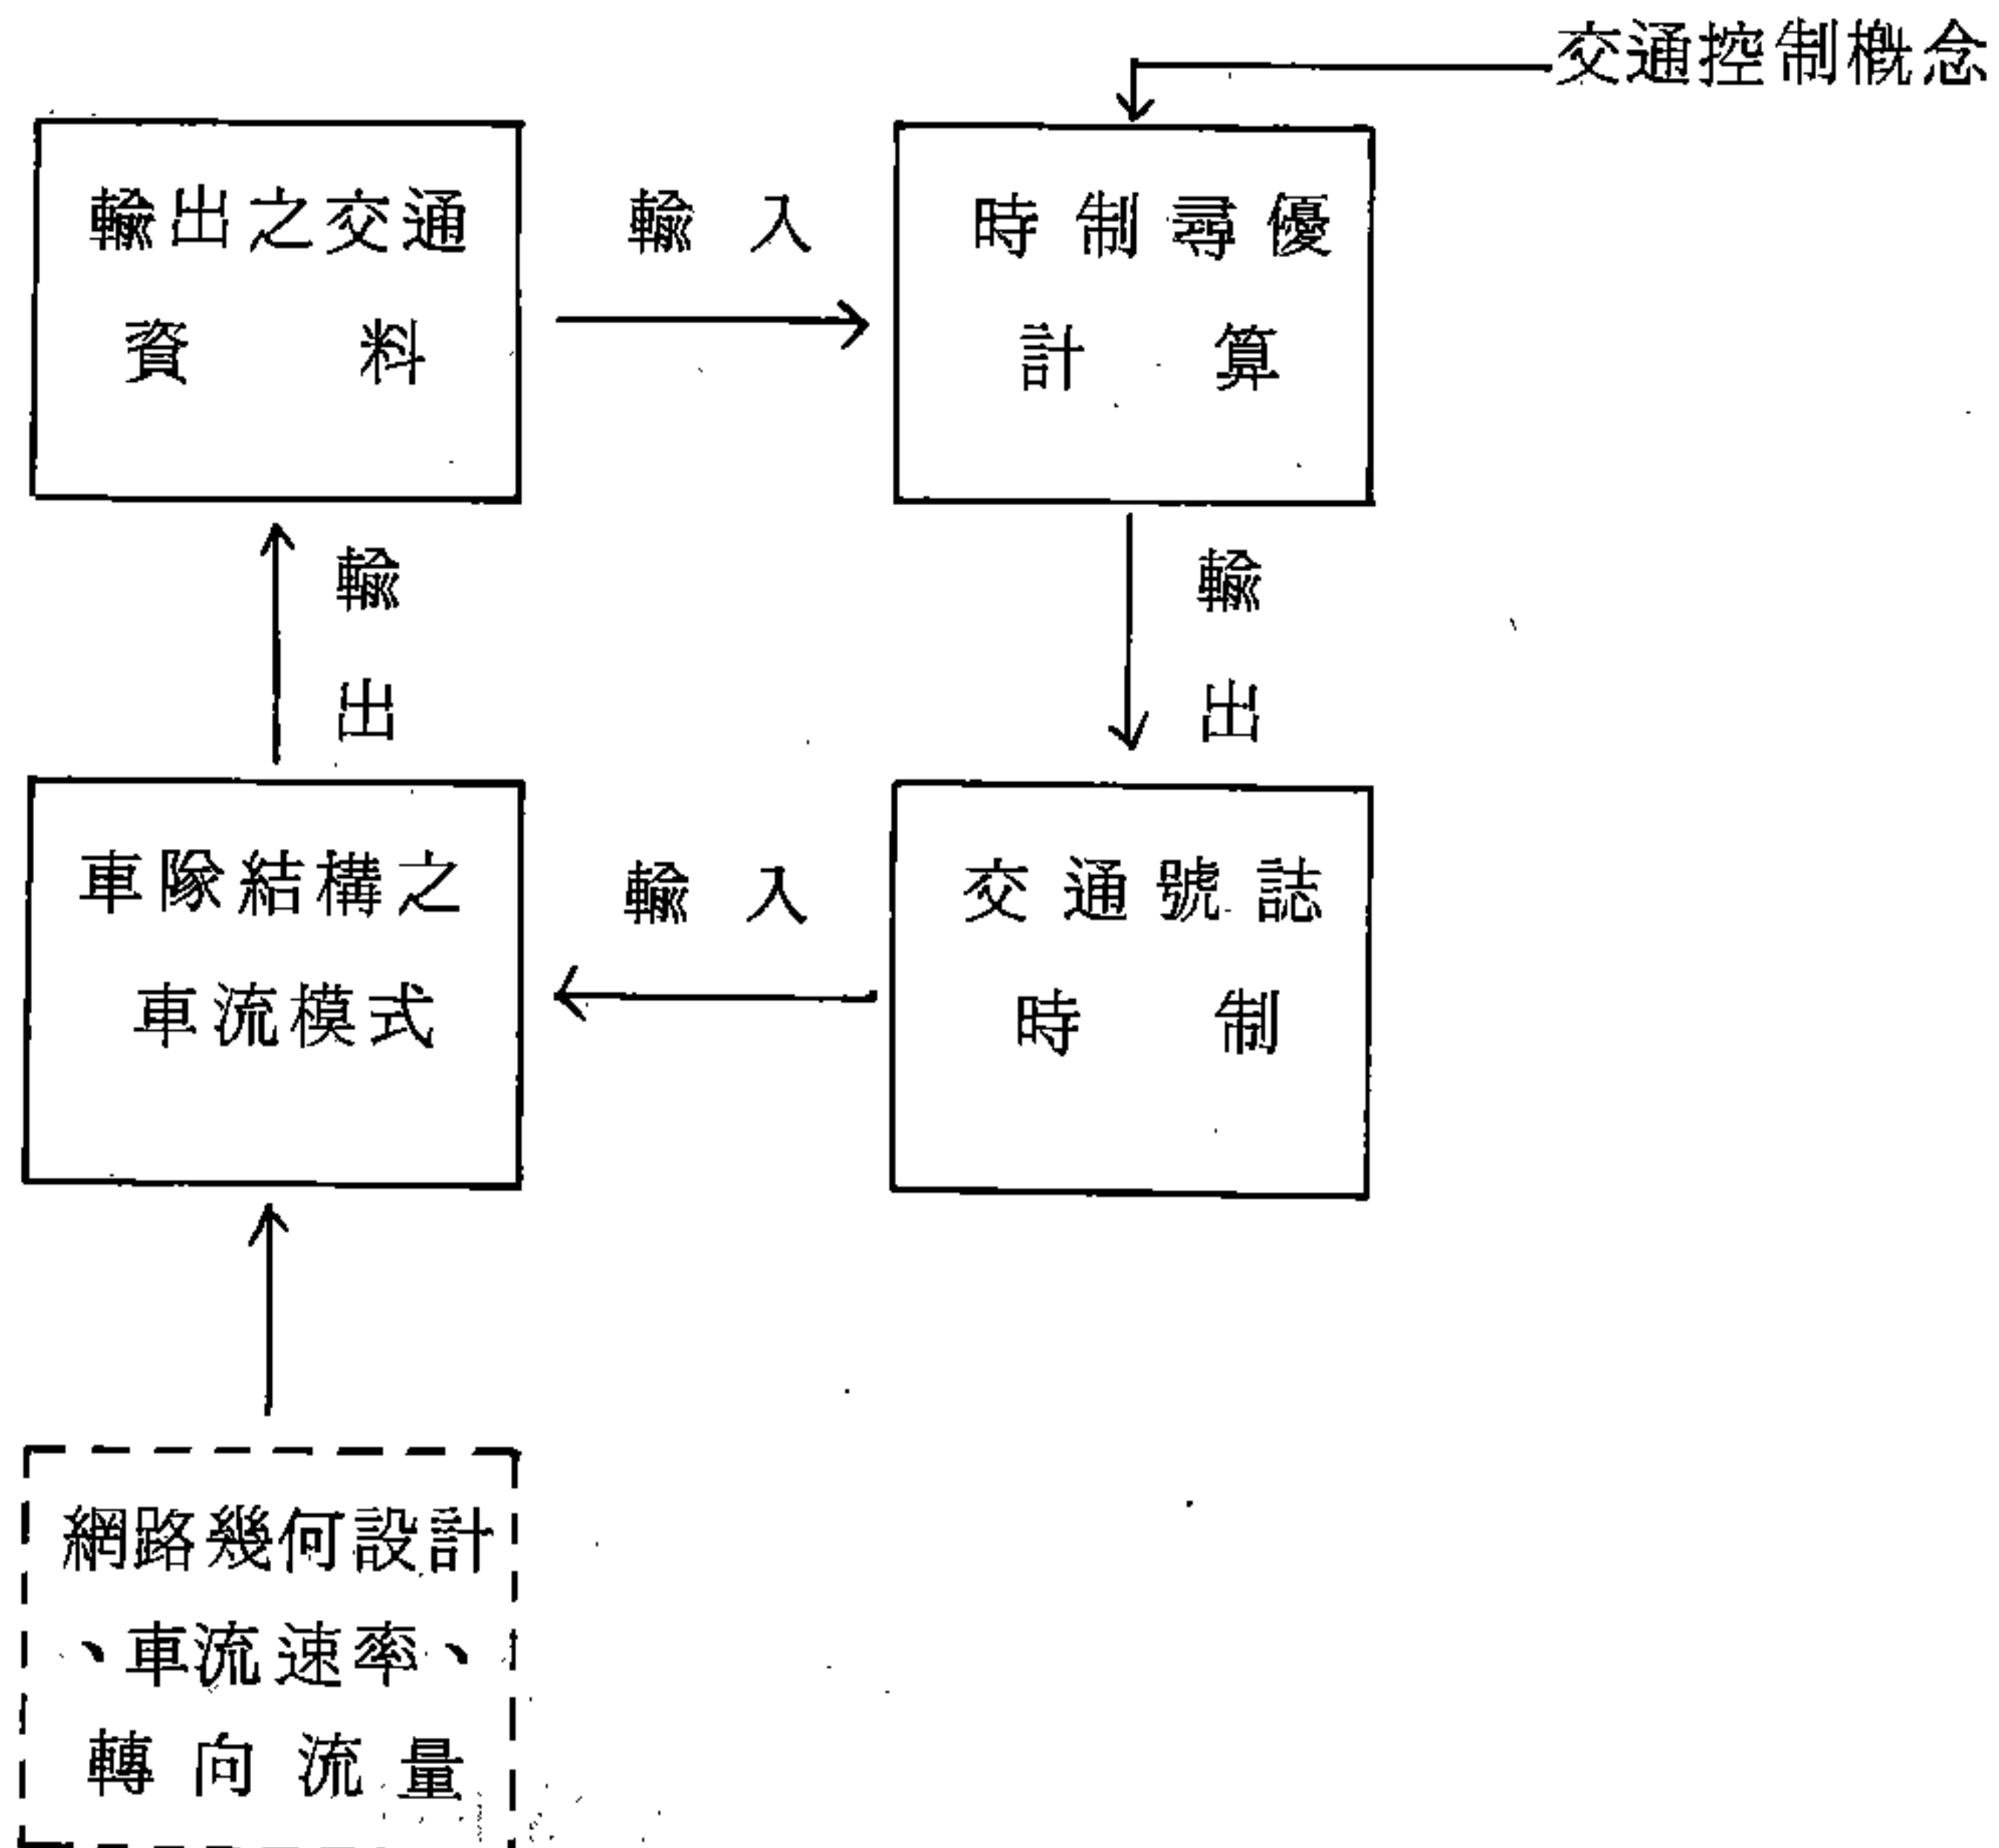 交通控制概念
輸出之交通
資料
輸入
時制尋優
計算
輸出
輸出
車隊結構之
車流模式
輸入
交通號誌
時制
網路幾何設計
、車流速率、
轉向流量